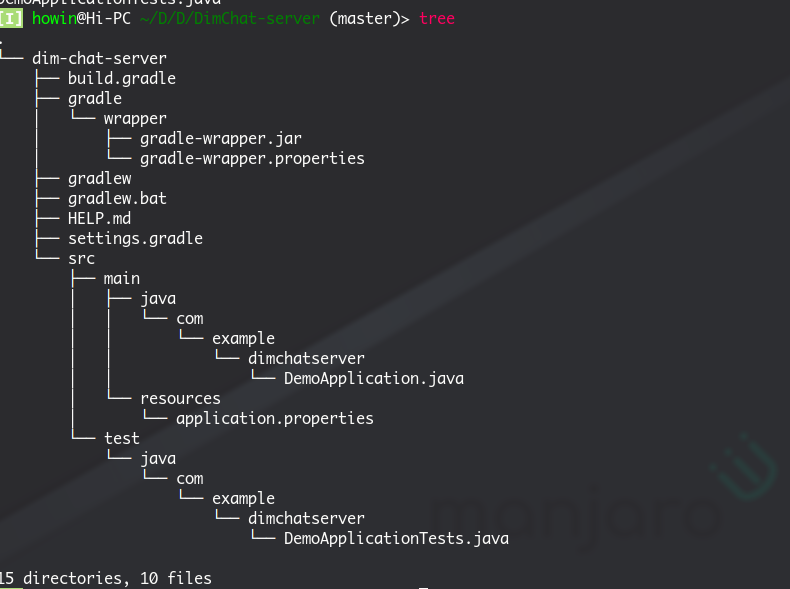 DemoApplicationTests.java
[I] howin@Hi-PC ~/D/D/DimChat-server (master)> tree
.
└── dim-chat-server
    ├── build.gradle
    ├── gradle
    │   └── wrapper
    │       ├── gradle-wrapper.jar
    │       └── gradle-wrapper.properties
    ├── gradlew
    ├── gradlew.bat
    ├── HELP.md
    ├── settings.gradle
    └── src
        ├── main
        │   ├── java
        │   │   └── com
        │   │       └── example
        │   │           └── dimchatserver
        │   │               └── DemoApplication.java
        │   └── resources
        │       └── application.properties
        └── test
            └── java
                └── com
                    └── example
                        └── dimchatserver
                            └── DemoApplicationTests.java
manjaro
15 directories, 10 files